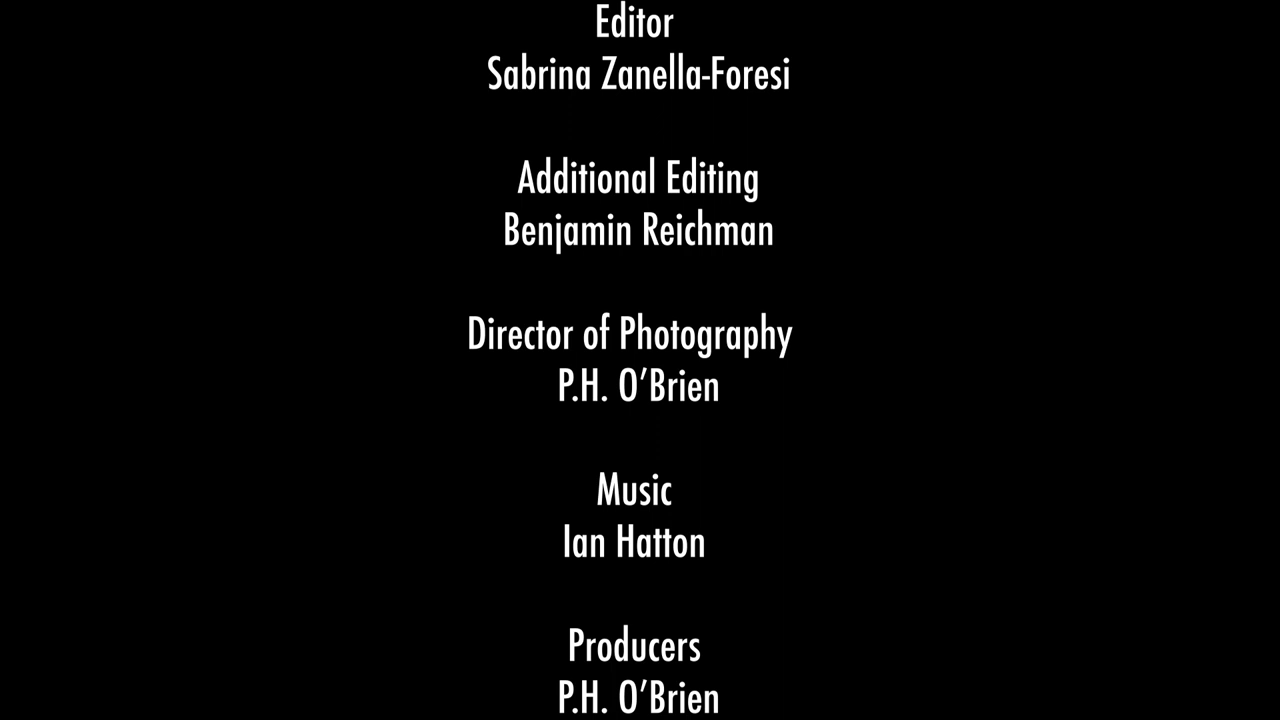 Editor
Sabrina Zanella-Foresi
Additional Editing
Benjamin Reichman
Director of Photography
P.H. O’Brien
Music
Ian Hatton
Producers
P.H. O’Brien